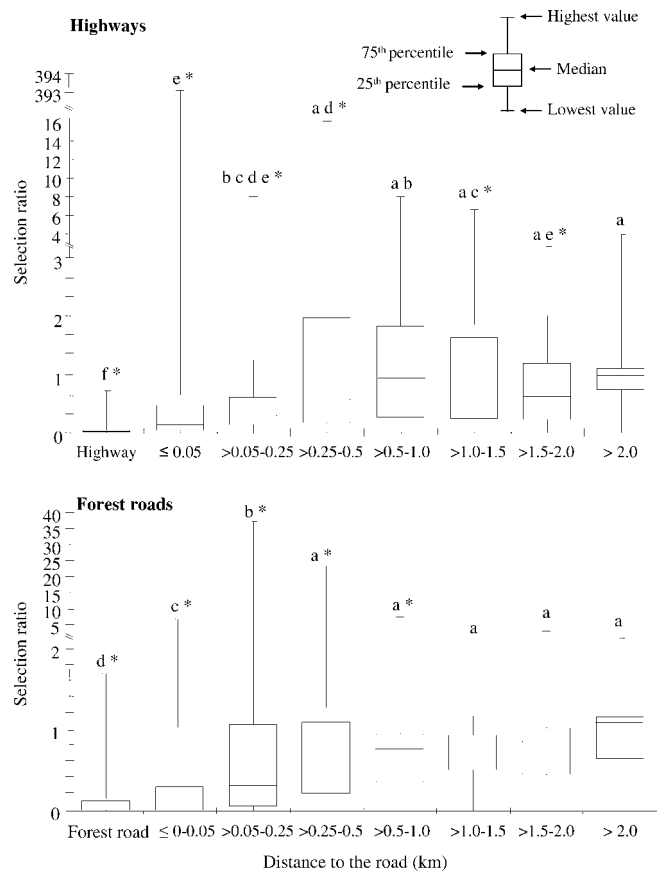 Highways
Highest value
75th percentile
Median
25th percentile
Lowest value
394
393
16
14
12
10
8
6
4
3
2
1
0
Selection ratio
e *
a d *
b c d e *
a b
a c *
a e *
a
f *
Highway ≤ 0.05 >0.05-0.25 >0.25-0.5 >0.5-1.0 >1.0-1.5 >1.5-2.0 > 2.0
Forest roads
40
35
30
25
20
15
10
5
2
1
0
Selection ratio
b *
a *
c *
a *
a
a
a
d *
Forest road ≤ 0-0.05 >0.05-0.25 >0.25-0.5 >0.5-1.0 >1.0-1.5 >1.5-2.0 > 2.0
Distance to the road (km)